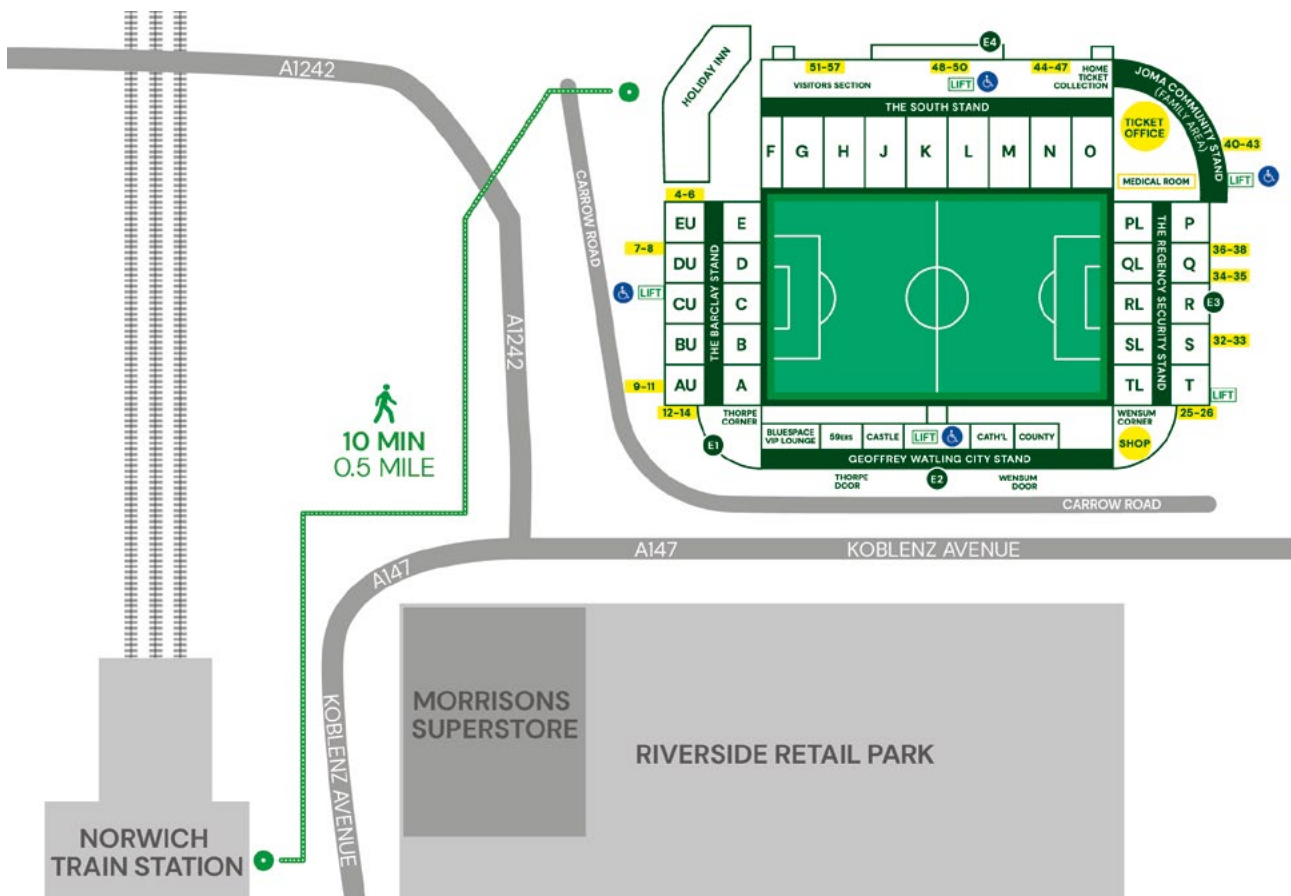 A1242
HOLIDAY INN
E4
51-57
48-50
44-47
HOME
TICKET
COLLECTION
VISITORS SECTION
LIFT
THE SOUTH STAND
JOMA COMMUNITY STAND
(FAMILY AREA)
TICKET
OFFICE
40-43
F G H J K L M N O
MEDICAL ROOM
LIFT
CARROW ROAD
4-6
EU E
7-8
DU D
LIFT
CU C
BU B
9-11
AU A
THE BARCLAY STAND
PL P
36-38
QL Q
34-35
RL R
E3
SL S
32-33
TL T
LIFT
THE REGENCY SECURITY STAND
12-14
THORPE
CORNER
WENSUM
CORNER
25-26
E1
BLUESPACE
VIP LOUNGE
59ERS
CASTLE
LIFT
CATH'L
COUNTY
SHOP
GEOFFREY WATLING CITY STAND
THORPE
DOOR
E2
WENSUM
DOOR
A1242
10 MIN
0.5 MILE
CARROW ROAD
A147
A147
KOBLENZ AVENUE
KOBLENZ AVENUE
MORRISONS
SUPERSTORE
RIVERSIDE RETAIL PARK
NORWICH
TRAIN STATION